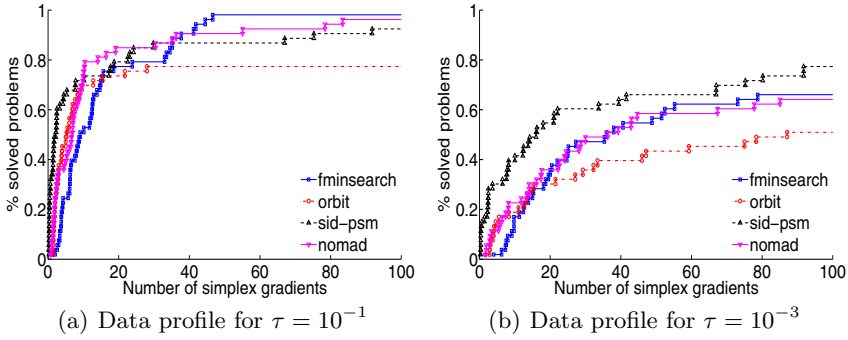 % solved problems
1
0.8
0.6
0.4
0.2
0
fminsearch
orbit
sid−psm
nomad
0 20 40 60 80 100
Number of simplex gradients
(a) Data profile for τ = 10⁻¹
% solved problems
1
0.8
0.6
0.4
0.2
0
fminsearch
orbit
sid−psm
nomad
0 20 40 60 80 100
Number of simplex gradients
(b) Data profile for τ = 10⁻³